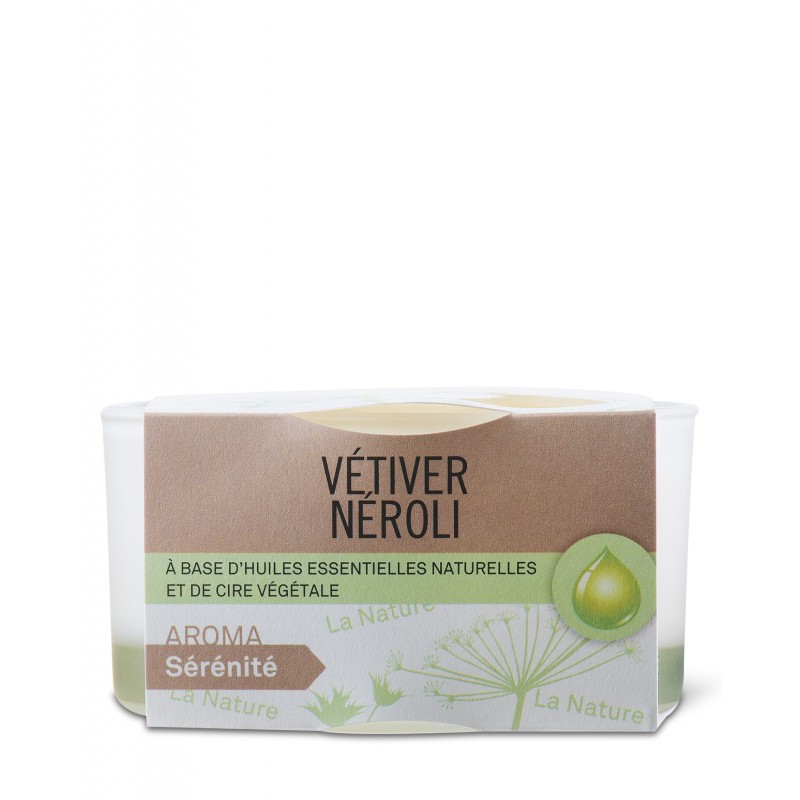 VÉTIVER
NÉROLI
À BASE D'HUILES ESSENTIELLES NATURELLES
ET DE CIRE VÉGÉTALE
La Nature
AROMA
Sérénité
La Nature
La Nature